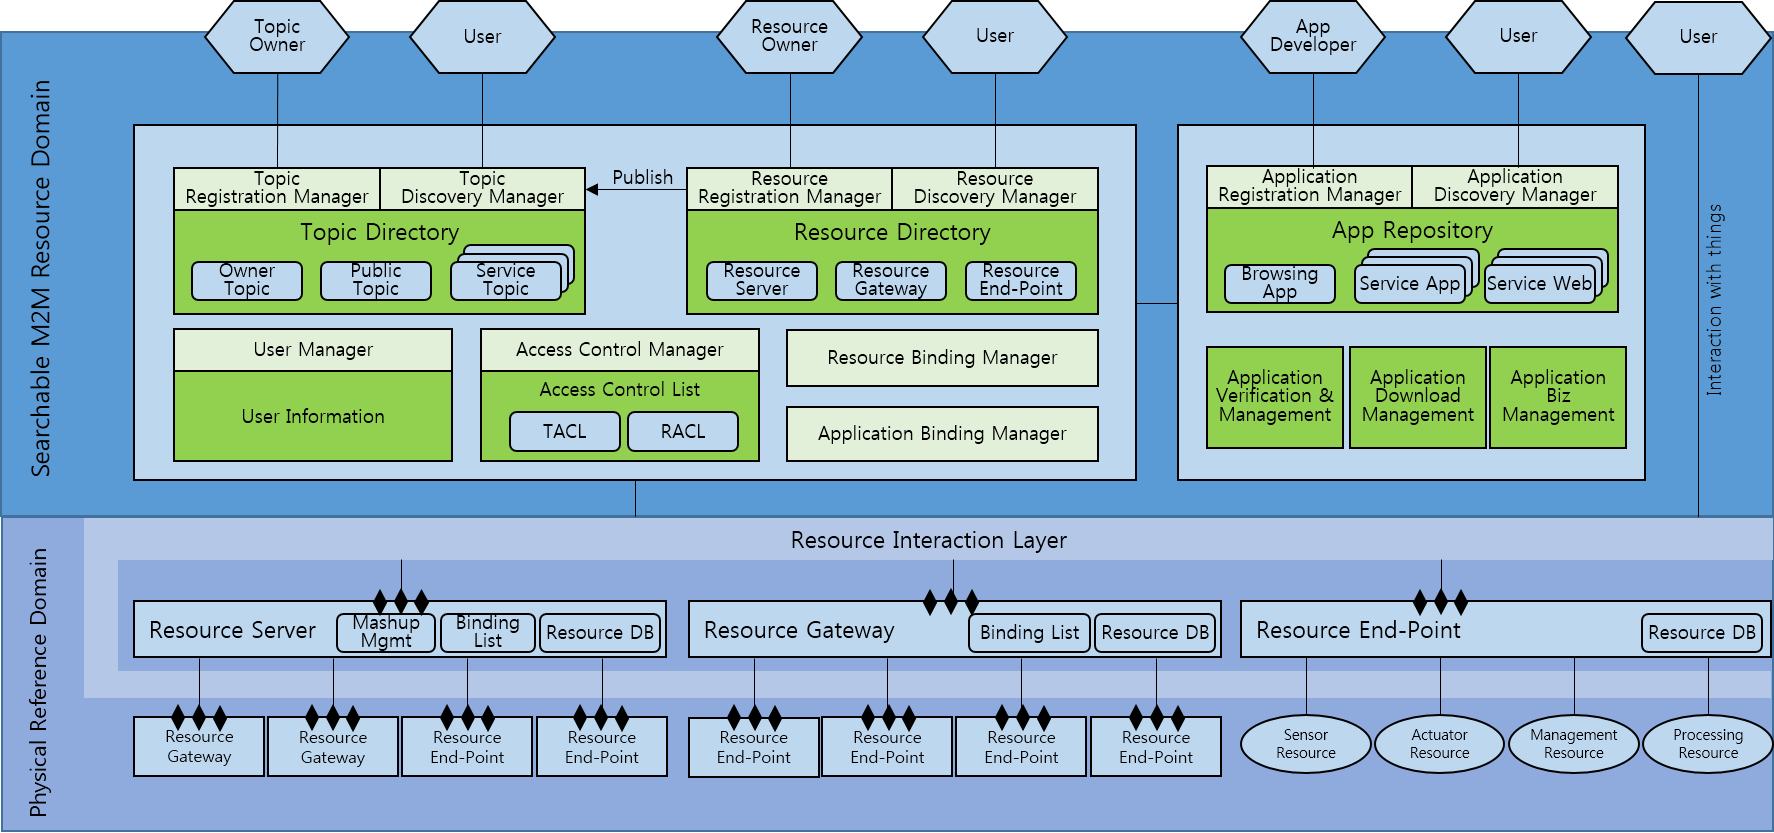 Topic
Owner
User
Resource
Owner
User
App
Developer
User
User
Searchable M2M Resource Domain
Topic
Registration Manager
Topic
Discovery Manager
Publish
Resource
Registration Manager
Resource
Discovery Manager
Application
Registration Manager
Application
Discovery Manager
Topic Directory
Owner
Topic
Public
Topic
Service
Topic
Resource Directory
Resource
Server
Resource
Gateway
Resource
End-Point
App Repository
Browsing
App
Service App
Service Web
Interaction with things
User Manager
User Information
Access Control Manager
Access Control List
TACL
RACL
Resource Binding Manager
Application Binding Manager
Application
Verification &
Management
Application
Download
Management
Application
Biz
Management
Physical Reference Domain
Resource Interaction Layer
Resource Server
Mashup
Mgmt
Binding
List
Resource DB
Resource Gateway
Binding List
Resource DB
Resource End-Point
Resource DB
Resource
Gateway
Resource
Gateway
Resource
End-Point
Resource
End-Point
Resource
End-Point
Resource
End-Point
Resource
End-Point
Resource
End-Point
Sensor
Resource
Actuator
Resource
Management
Resource
Processing
Resource